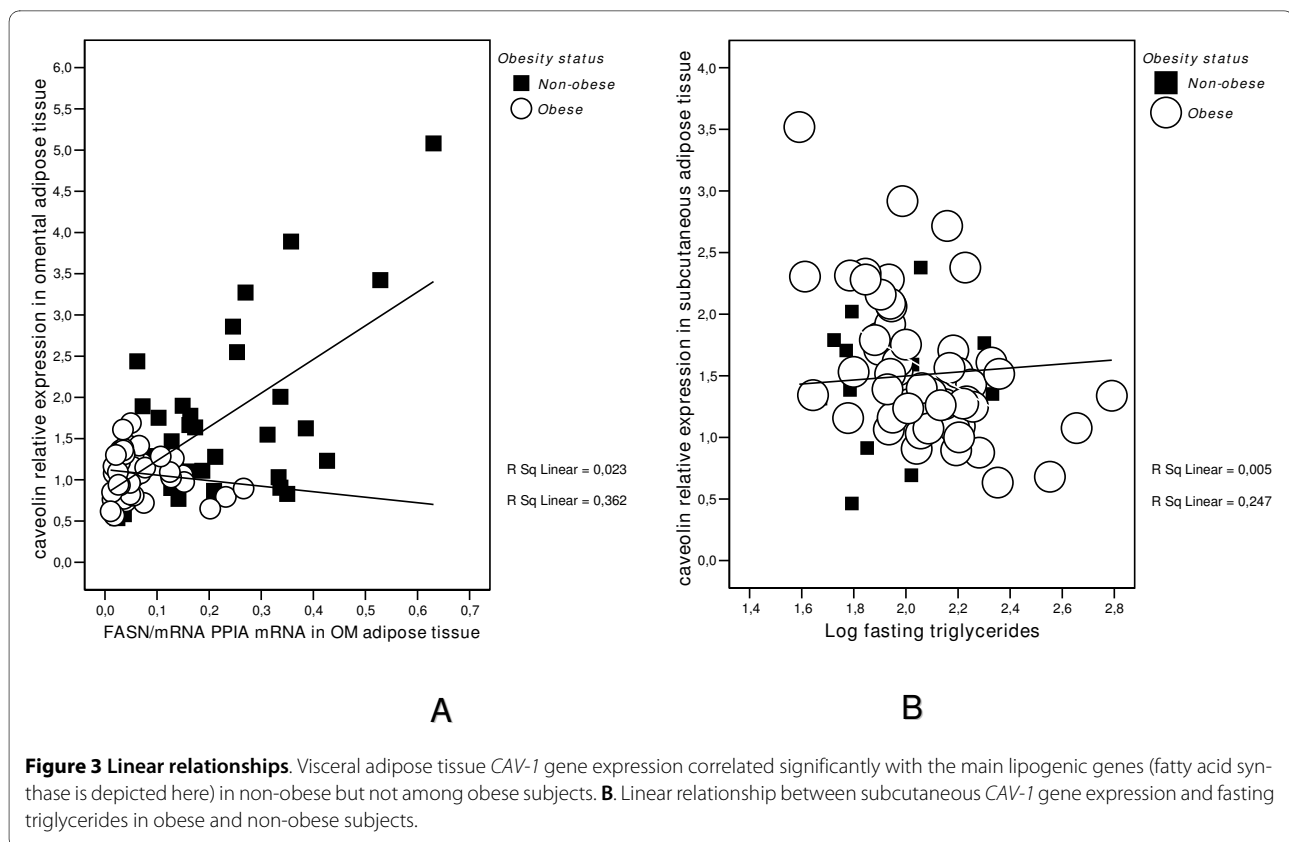 Obesity status
Non-obese
Obese
caveolin relative expression in omental adipose tissue
6,0
5,5
5,0
4,5
4,0
3,5
3,0
2,5
2,0
1,5
1,0
0,5
0,0
0,0 0,1 0,2 0,3 0,4 0,5 0,6 0,7
FASN/mRNA PPIA mRNA in OM adipose tissue
R Sq Linear = 0,023
R Sq Linear = 0,362
A
Obesity status
Non-obese
Obese
caveolin relative expression in subcutaneous adipose tissue
4,0
3,5
3,0
2,5
2,0
1,5
1,0
0,5
0,0
1,4 1,6 1,8 2,0 2,2 2,4 2,6 2,8
Log fasting triglycerides
R Sq Linear = 0,005
R Sq Linear = 0,247
B
Figure 3 Linear relationships. Visceral adipose tissue CAV-1 gene expression correlated significantly with the main lipogenic genes (fatty acid syn-
thase is depicted here) in non-obese but not among obese subjects. B. Linear relationship between subcutaneous CAV-1 gene expression and fasting
triglycerides in obese and non-obese subjects.